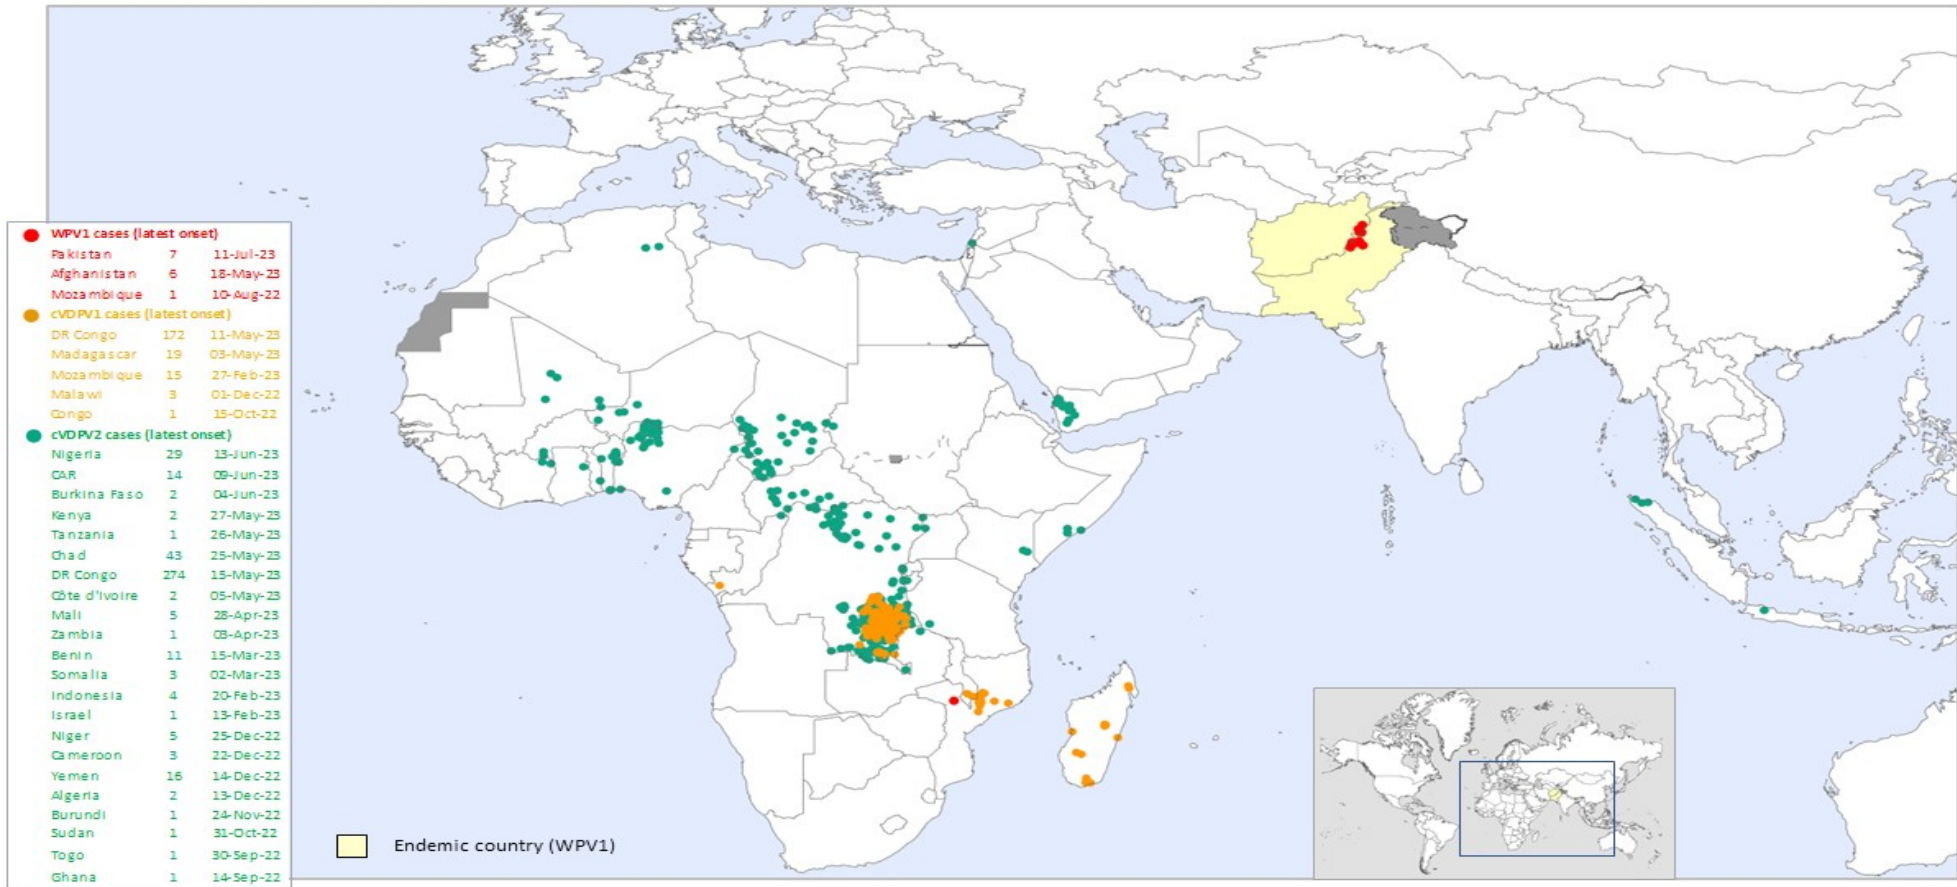 WPV1 cases (latest onset)
Pakistan 7 11-Jul-23
Afghanistan 6 18-May-23
Mozambique 1 10-Aug-22
cVDPV1 cases (latest onset)
DR Congo 172 11-May-23
Madagascar 19 03-May-23
Mozambique 15 27-Feb-23
Malawi 3 01-Dec-22
Congo 1 15-Oct-22
cVDPV2 cases (latest onset)
Nigeria 29 13-Jun-23
CAR 14 09-Jun-23
Burkina Faso 2 04-Jun-23
Kenya 2 27-May-23
Tanzania 1 26-May-23
Chad 43 25-May-23
DR Congo 274 15-May-23
Côte d'Ivoire 2 05-May-23
Mali 5 28-Apr-23
Zambia 1 03-Apr-23
Benin 11 15-Mar-23
Somalia 3 02-Mar-23
Indonesia 4 20-Feb-23
Israel 1 13-Feb-23
Niger 5 25-Dec-22
Cameroon 3 22-Dec-22
Yemen 16 14-Dec-22
Algeria 2 13-Dec-22
Burundi 1 24-Nov-22
Sudan 1 31-Oct-22
Togo 1 30-Sep-22
Ghana 1 14-Sep-22
Endemic country (WPV1)